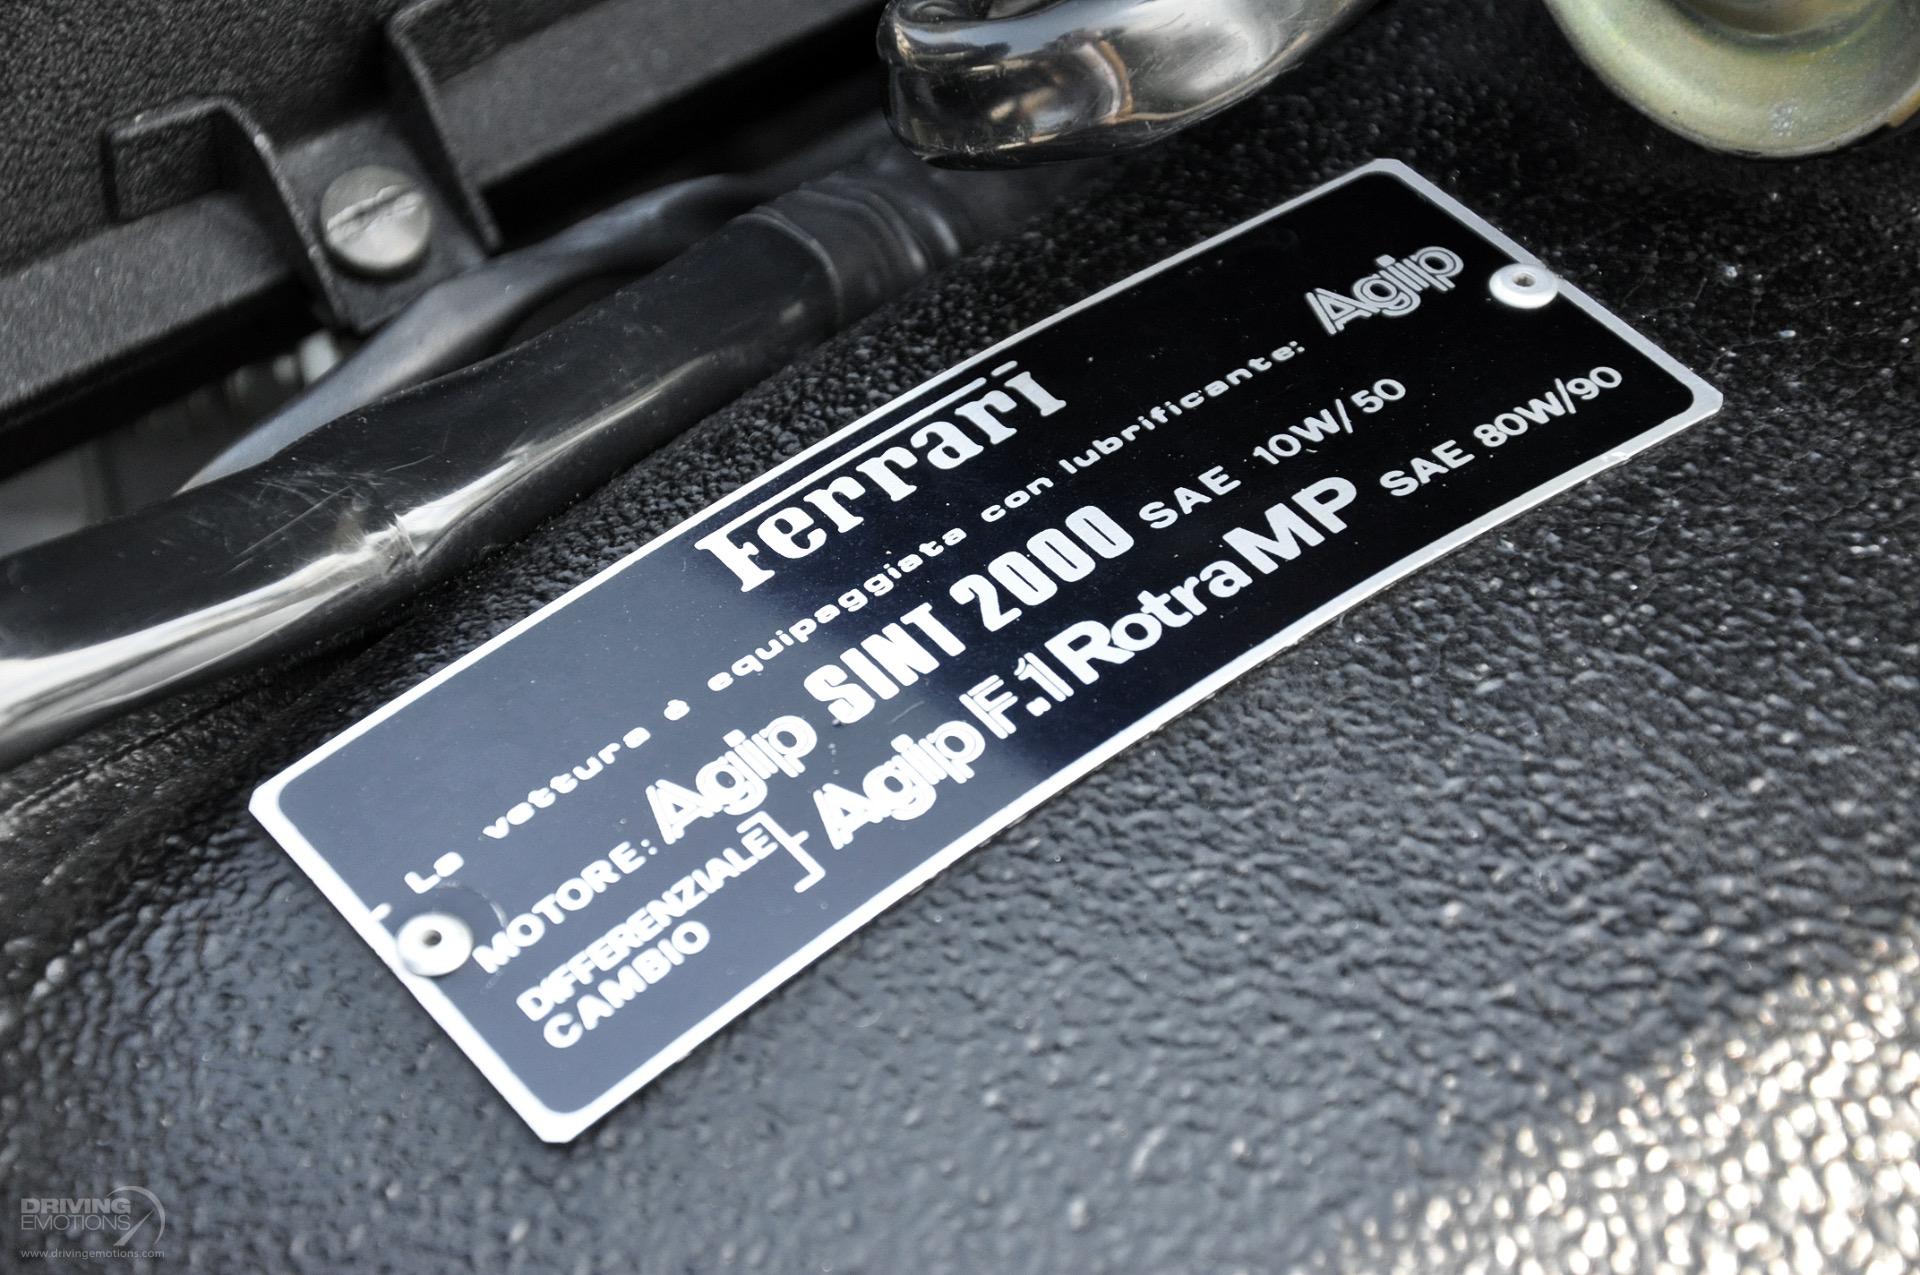 Ferrari
La vettura è equipaggiata con lubrificante: Agip
MOTORE: Agip SINT 2000 SAE 10W/50
DIFFERENZIALE
CAMBIO
Agip F.1 Rotra MP SAE 80W/90
DRIVING
EMOTIONS
www.drivingemotions.com